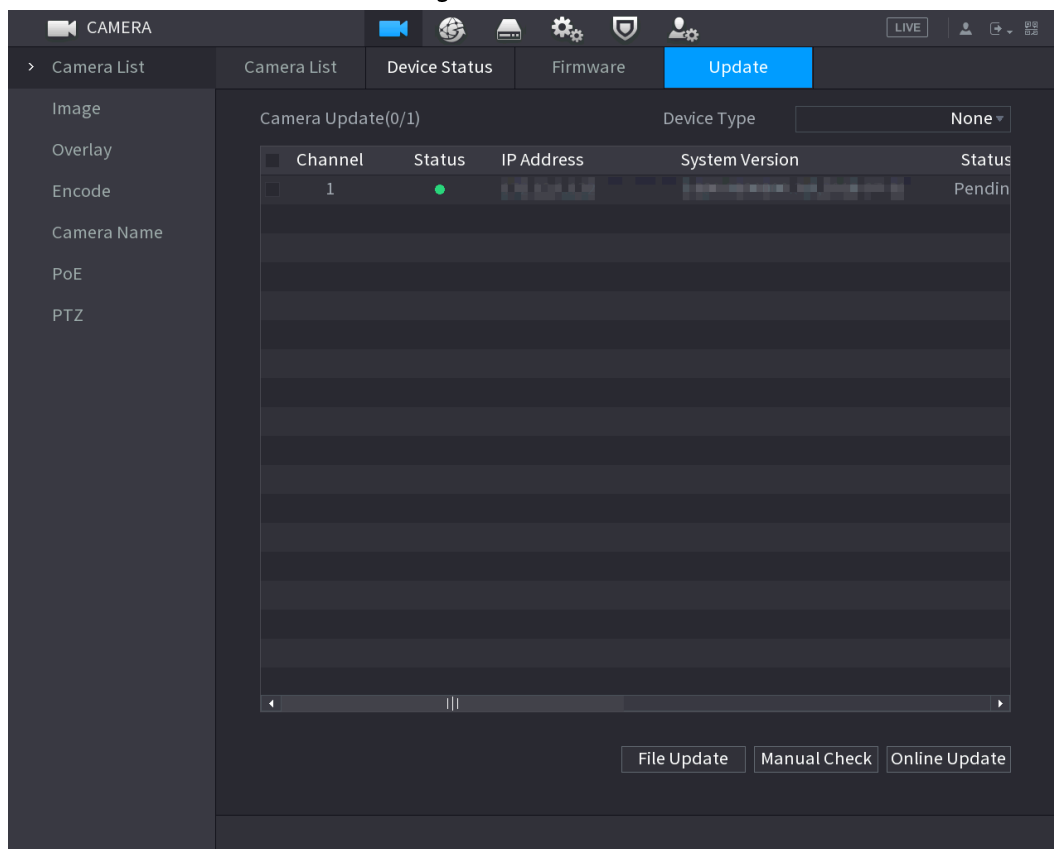 CAMERA
LIVE
Camera List
Image
Overlay
Encode
Camera Name
PoE
PTZ
Camera List Device Status Firmware Update
Camera Update(0/1) Device Type None
Channel Status IP Address System Version Status
1 Pendin
File Update Manual Check Online Update